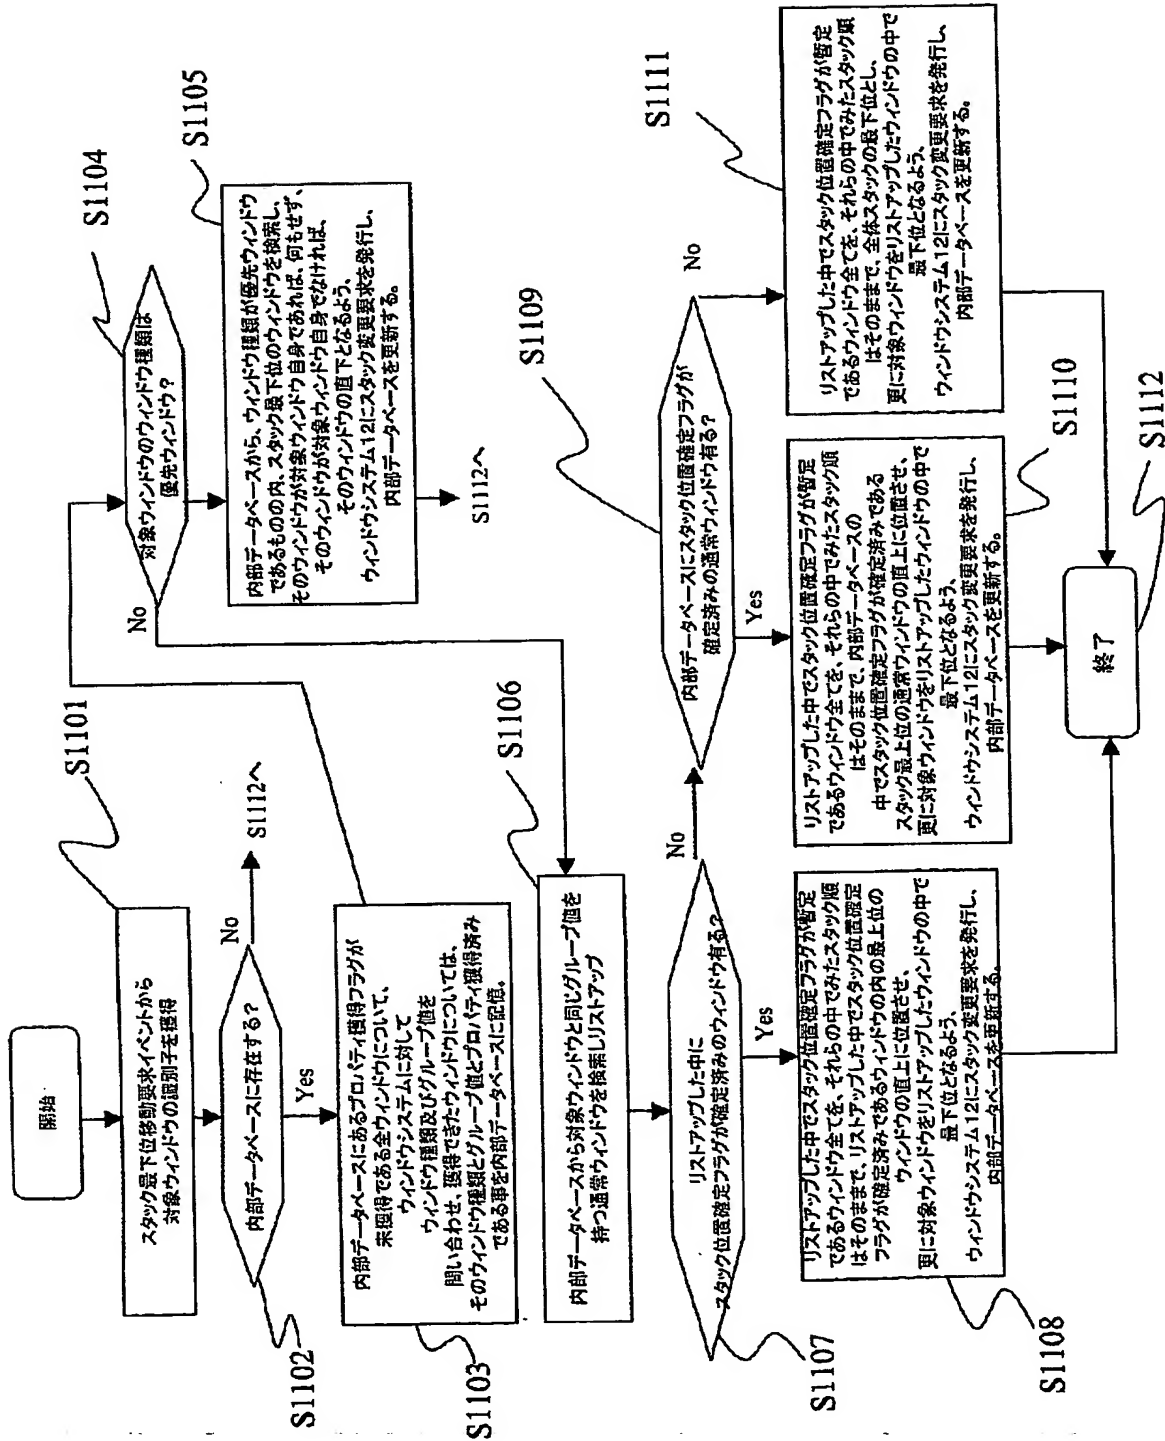 開始
S1101
スタック最下位移動要求イベントから
対象ウィンドウの識別子を獲得
S1102
内部データベースに存在する?
No
S1112へ
Yes
S1103
内部データベースにあるプロパティ獲得フラグが
未獲得である全ウィンドウについて、
ウィンドウシステムに対して
ウィンドウ種類及びグループ値を
問い合わせ、獲得できたウィンドウについては、
そのウィンドウ種類とグループ値とプロパティ獲得済み
である事を内部データベースに記憶。
S1104
対象ウィンドウのウィンドウ種類は
優先ウィンドウ?
No
S1105
内部データベースから、ウィンドウ種類が優先ウィンドウ
であるものの内、スタック最下位のウィンドウを検索し、
そのウィンドウが対象ウィンドウ自身であれば、何もせず、
そのウィンドウが対象ウィンドウ自身でなければ、
そのウィンドウの直下となるよう、
ウィンドウシステム12にスタック変更要求を発行し、
内部データベースを更新する。
S1112へ
S1106
内部データベースから対象ウィンドウと同じグループ値を
持つ通常ウィンドウを検索しリストアップ
S1107
リストアップした中に
スタック位置確定フラグが確定済みのウィンドウ有る?
No
Yes
S1108
リストアップした中でスタック位置確定フラグが暫定
であるウィンドウ全てを、それらの中でみたスタック順
はそのままで、リストアップした中でスタック位置確定
フラグが確定済みであるウィンドウの内の最上位の
ウィンドウの直上に位置させ、
更に対象ウィンドウをリストアップしたウィンドウの中で
最下位となるよう、
ウィンドウシステム12にスタック変更要求を発行し、
内部データベースを更新する。
S1109
内部データベースにスタック位置確定フラグが
確定済みの通常ウィンドウ有る?
No
Yes
S1110
リストアップした中でスタック位置確定フラグが暫定
であるウィンドウ全てを、それらの中でみたスタック順
はそのままで、内部データベースの
中でスタック位置確定フラグが確定済みである
スタック最上位の通常ウィンドウの直上に位置させ、
更に対象ウィンドウをリストアップしたウィンドウの中で
最下位となるよう、
ウィンドウシステム12にスタック変更要求を発行し、
内部データベースを更新する。
S1111
リストアップした中でスタック位置確定フラグが暫定
であるウィンドウ全てを、それらの中でみたスタック順
はそのままで、全体スタックの最下位とし、
更に対象ウィンドウをリストアップしたウィンドウの中で
最下位となるよう、
ウィンドウシステム12にスタック変更要求を発行し、
内部データベースを更新する。
終了
S1112